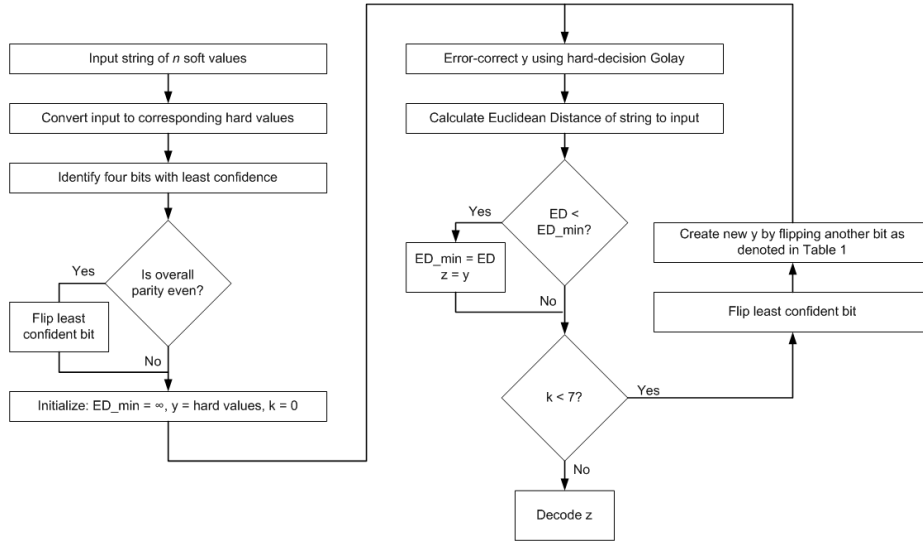 Input string of n soft values
Convert input to corresponding hard values
Identify four bits with least confidence
Is overall
parity even?
Yes
Flip least
confident bit
No
Initialize: ED_min = ∞, y = hard values, k = 0
Error-correct y using hard-decision Golay
Calculate Euclidean Distance of string to input
ED <
ED_min?
Yes
ED_min = ED
z = y
No
k < 7?
Yes
Flip least confident bit
Create new y by flipping another bit as
denoted in Table 1
No
Decode z